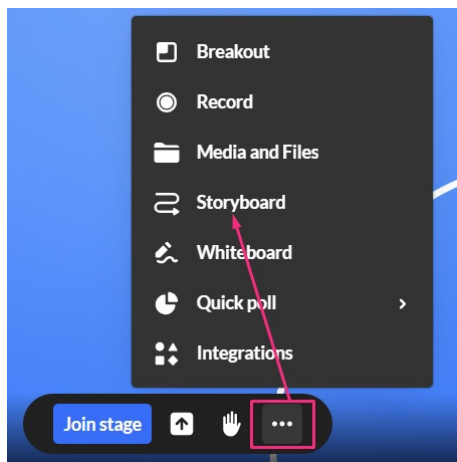 Breakout
Record
Media and Files
Storyboard
Whiteboard
Quick poll
Integrations
Join stage